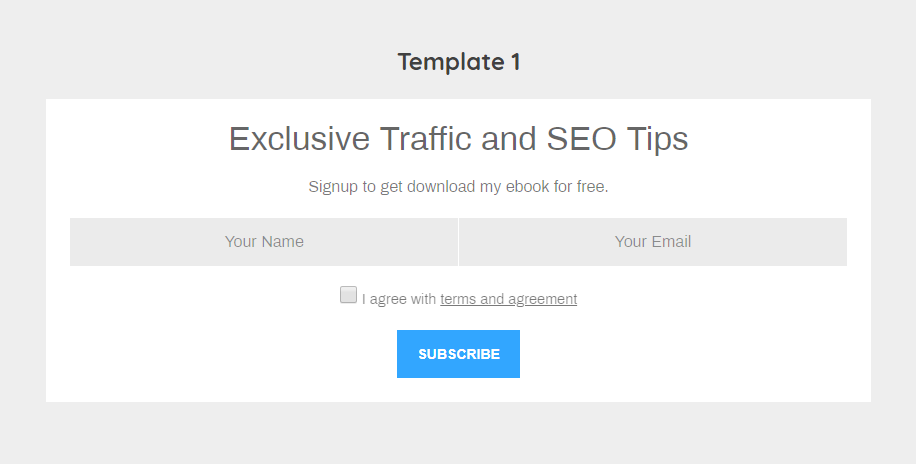 Template 1
Exclusive Traffic and SEO Tips
Signup to get download my ebook for free.
Your Name
Your Email
I agree with terms and agreement
SUBSCRIBE